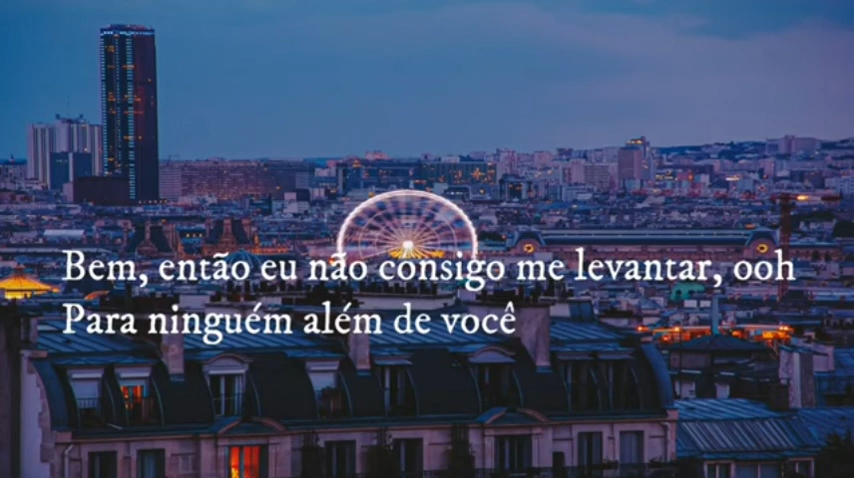 Bem, então eu não consigo me levantar, ooh
Para ninguém além de você